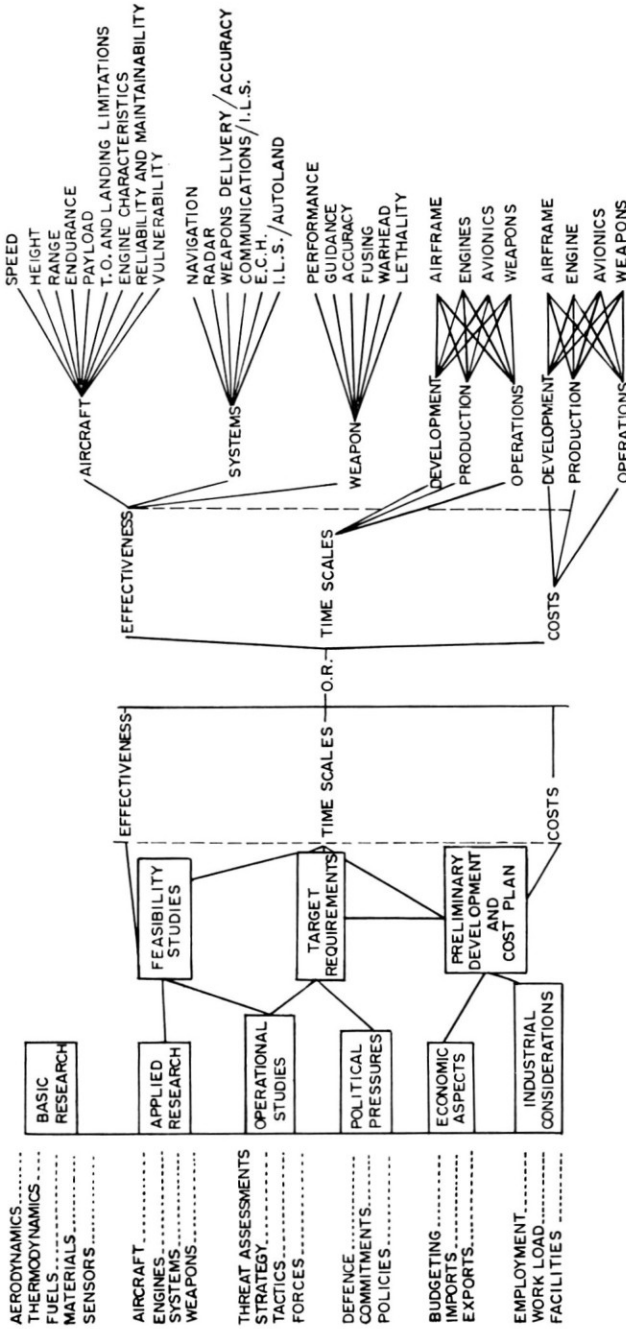 AERODYNAMICS
THERMODYNAMICS
FUELS
MATERIALS
SENSORS
AIRCRAFT
ENGINES
SYSTEMS
WEAPONS
THREAT ASSESSMENTS
STRATEGY
TACTICS
FORCES
DEFENCE
COMMITMENTS
POLICIES
BUDGETING
IMPORTS
EXPORTS
EMPLOYMENT
WORK LOAD
FACILITIES
BASIC
RESEARCH
APPLIED
RESEARCH
OPERATIONAL
STUDIES
POLITICAL
PRESSURES
ECONOMIC
ASPECTS
INDUSTRIAL
CONSIDERATIONS
FEASIBILITY
STUDIES
TARGET
REQUIREMENTS
PRELIMINARY
DEVELOPMENT
AND
COST PLAN
EFFECTIVENESS
TIME SCALES
COSTS
O.R.
EFFECTIVENESS
TIME SCALES
COSTS
AIRCRAFT
SYSTEMS
WEAPON
DEVELOPMENT
PRODUCTION
OPERATIONS
DEVELOPMENT
PRODUCTION
OPERATIONS
SPEED
HEIGHT
RANGE
ENDURANCE
PAYLOAD
T.O. AND LANDING LIMITATIONS
ENGINE CHARACTERISTICS
RELIABILITY AND MAINTAINABILITY
VULNERABILITY
NAVIGATION
RADAR
WEAPONS DELIVERY/ACCURACY
COMMUNICATIONS/I.L.S.
E.C.H.
I.L.S./AUTOLAND
PERFORMANCE
GUIDANCE
ACCURACY
FUSING
WARHEAD
LETHALITY
AIRFRAME
ENGINES
AVIONICS
WEAPONS
AIRFRAME
ENGINE
AVIONICS
WEAPONS